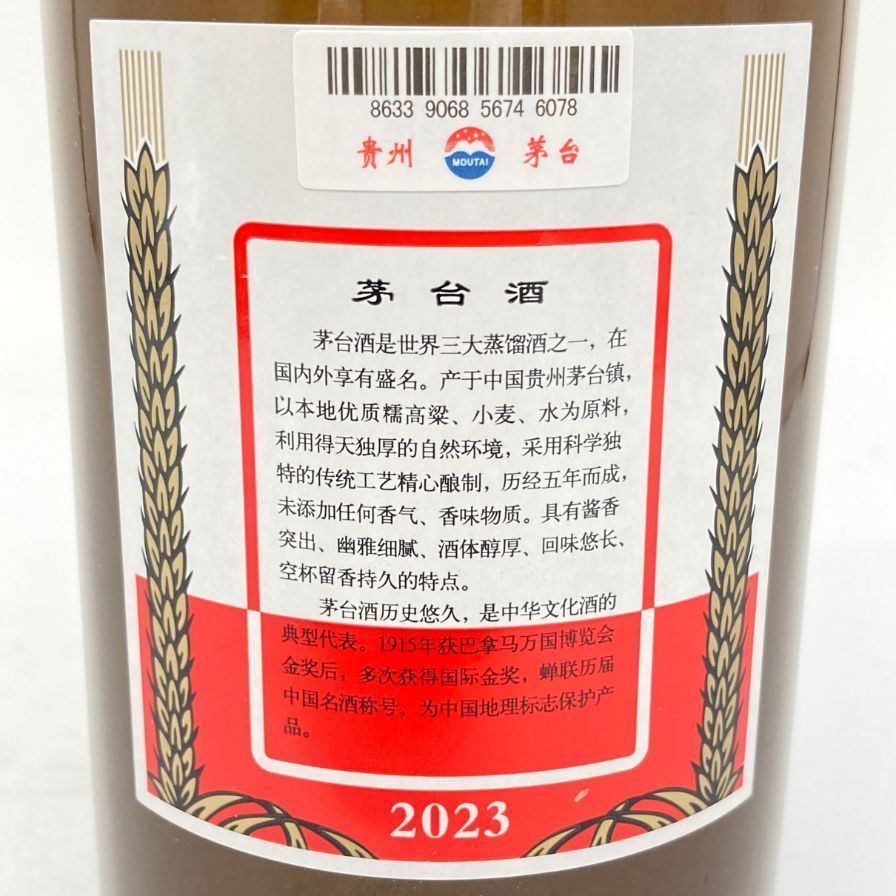 8633 9068 5674 6078
贵州 MOUTAI 茅台
茅台酒
茅台酒是世界三大蒸馏酒之一，在
国内外享有盛名。产于中国贵州茅台镇，
以本地优质糯高粱、小麦、水为原料，
利用得天独厚的自然环境，采用科学独
特的传统工艺精心酿制，历经五年而成，
未添加任何香气、香味物质。具有酱香
突出、幽雅细腻、酒体醇厚、回味悠长、
空杯留香持久的特点。
茅台酒历史悠久，是中华文化酒的
典型代表。1915年获巴拿马万国博览会
金奖后，多次获得国际金奖，蝉联历届
中国名酒称号，为中国地理标志保护产
品。
2023